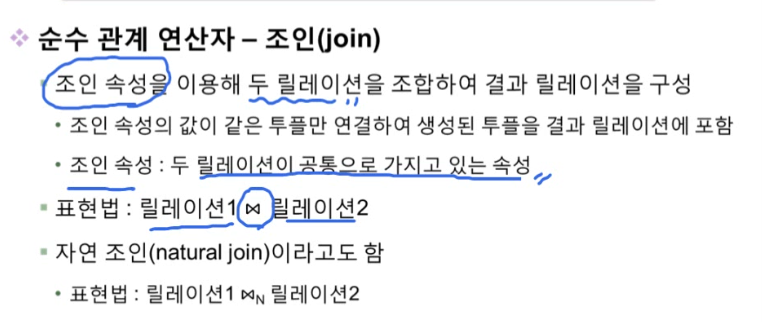 ❖ 순수 관계 연산자 – 조인(join)
▪ 조인 속성을 이용해 두 릴레이션을 조합하여 결과 릴레이션을 구성
• 조인 속성의 값이 같은 투플만 연결하여 생성된 투플을 결과 릴레이션에 포함
• 조인 속성 : 두 릴레이션이 공통으로 가지고 있는 속성
▪ 표현법 : 릴레이션1 ⋈ 릴레이션2
▪ 자연 조인(natural join)이라고도 함
• 표현법 : 릴레이션1 ⋈N 릴레이션2